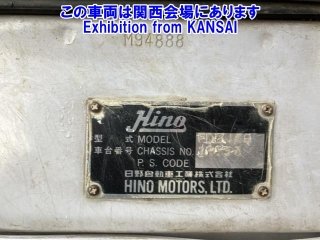 この車両は関西会場にあります
Exhibition from KANSAI
M94888
Hino
型 式 MODEL
車台番号 CHASSIS NO.
P. S. CODE
日野自動車工業株式会社
HINO MOTORS, LTD.